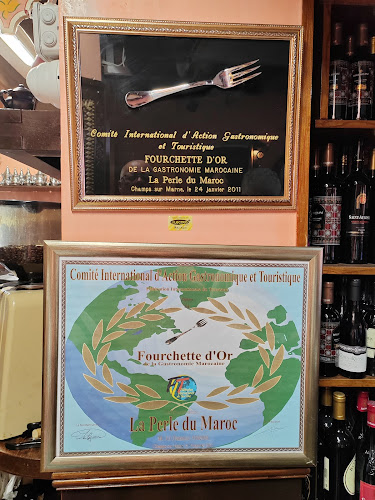 Comité International d'Action Gastronomique
et Touristique
FOURCHETTE D'OR
DE LA GASTRONOMIE MAROCAINE
La Perle du Maroc
Champs sur Marne, le 24 janvier 2011
Comité International d'Action Gastronomique et Touristique
Fourchette d'Or
de la Gastronomie Marocaine
La Perle du Maroc